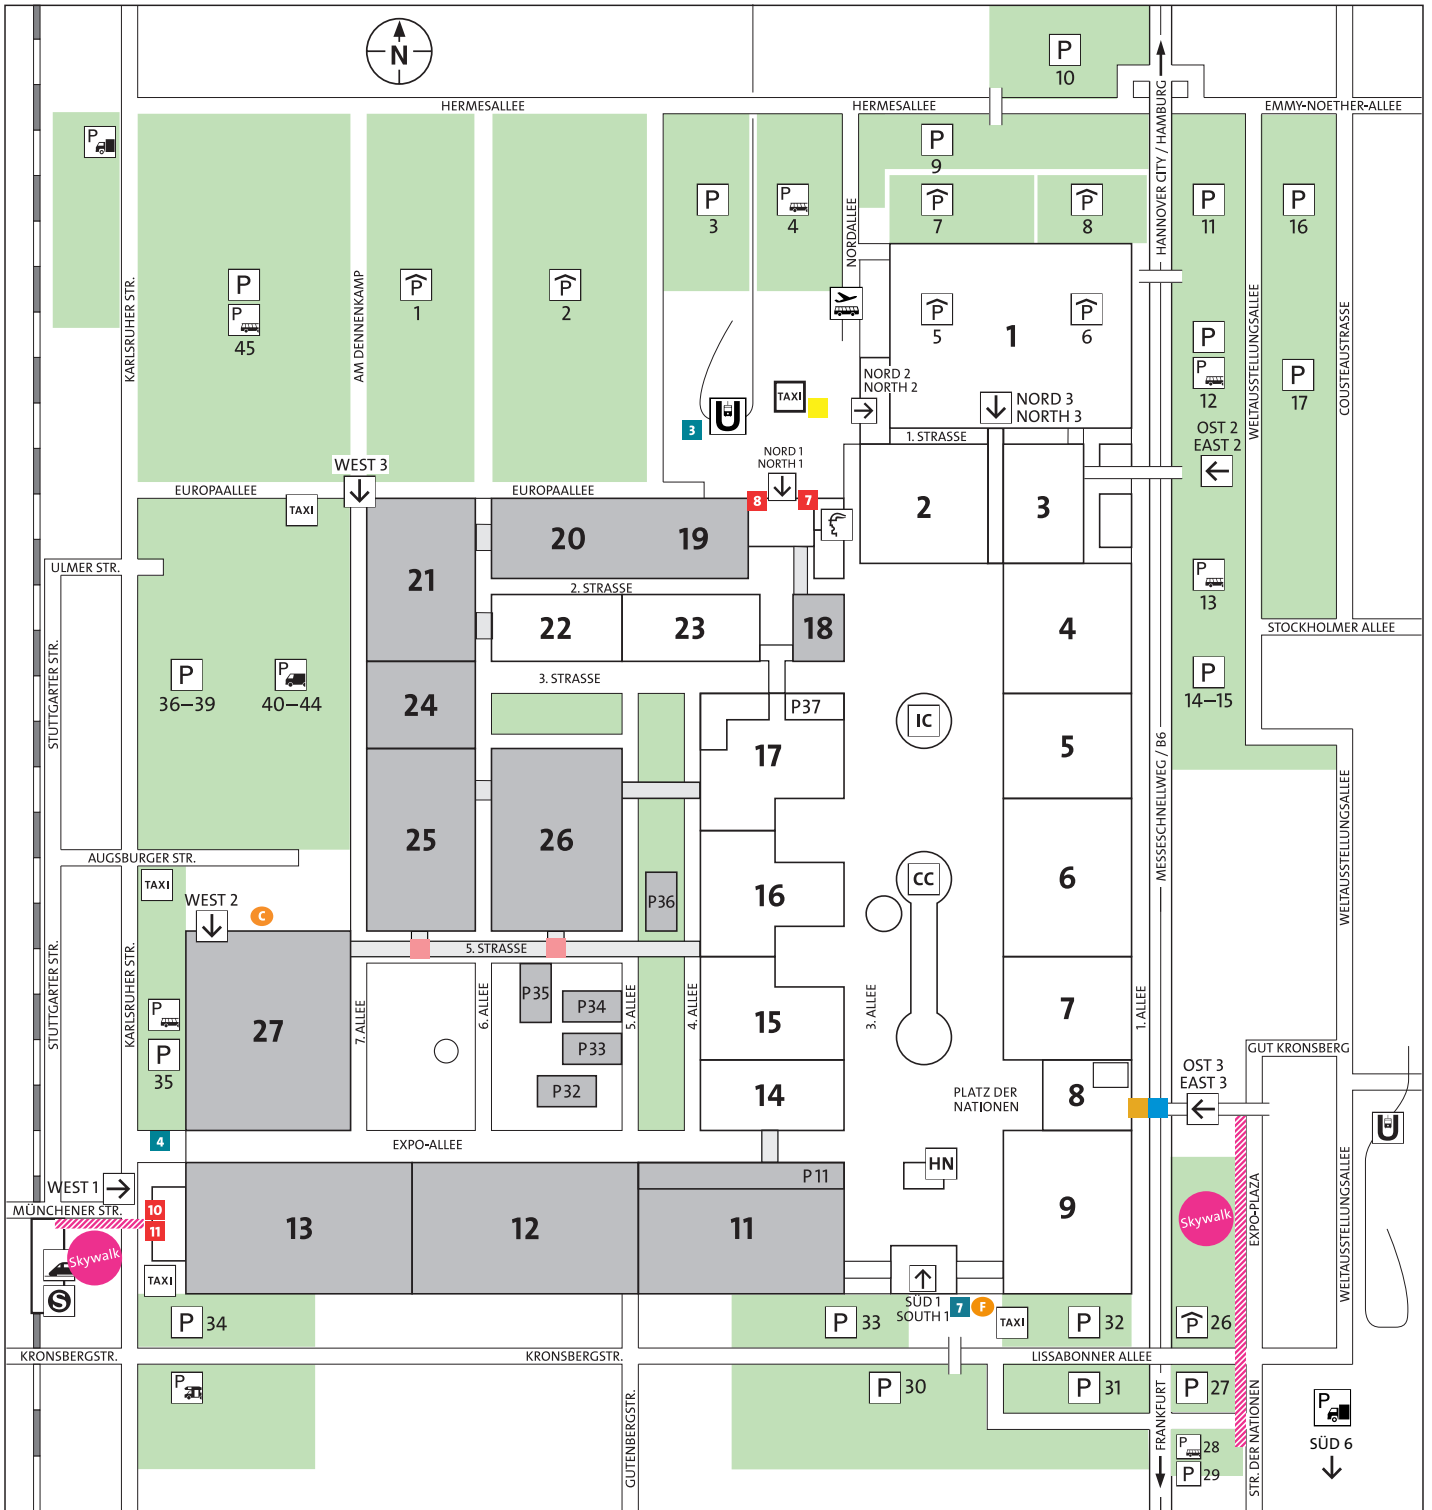 N
P
10
HERMESALLEE
HERMESALLEE
EMMY-NOETHER-ALLEE
HANNOVER CITY / HAMBURG
P
P
9
P
3
P
4
P
7
P
8
P
11
P
16
NORDALLEE
KARLSRUHER STR.
AM DENNENKAMP
WELTAUSSTELLUNGSALLEE
COUSTEAUSTRASSE
P
P
45
P
1
P
2
P
5
1
P
6
P
P
12
P
17
NORD 2
NORTH 2
TAXI
NORD 3
NORTH 3
3
U
OST 2
EAST 2
1. STRASSE
NORD 1
NORTH 1
WEST 3
EUROPAALLEE
EUROPAALLEE
TAXI
8
7
20
19
2
3
ULMER STR.
21
2. STRASSE
P
13
22
23
18
4
STOCKHOLMER ALLEE
STUTTGARTER STR.
3. STRASSE
P
36–39
P
40–44
P
14–15
24
P37
IC
17
5
MESSESCHNELLWEG / B6
WELTAUSSTELLUNGSALLEE
25
26
AUGSBURGER STR.
TAXI
WEST 2
C
P36
16
CC
6
5. STRASSE
STUTTGARTER STR.
KARLSRUHER STR.
P
P
35
27
7. ALLEE
6. ALLEE
P35
P34
P33
P32
5. ALLEE
4. ALLEE
15
3. ALLEE
7
1. ALLEE
GUT KRONSBERG
OST 3
EAST 3
14
PLATZ DER
NATIONEN
8
U
4
EXPO-ALLEE
WEST 1
MÜNCHENER STR.
10
11
Skywalk
S
TAXI
13
12
11
P 11
HN
9
Skywalk
EXPO-PLAZA
WELTAUSSTELLUNGSALLEE
SÜD 1
SOUTH 1
7
F
TAXI
P
34
P
33
P
32
P
26
KRONSBERGSTR.
KRONSBERGSTR.
LISSABONNER ALLEE
P
P
30
P
31
P
27
GUTENBERGSTR.
FRANKFURT
STR. DER NATIONEN
P
28
P
29
P
SÜD 6